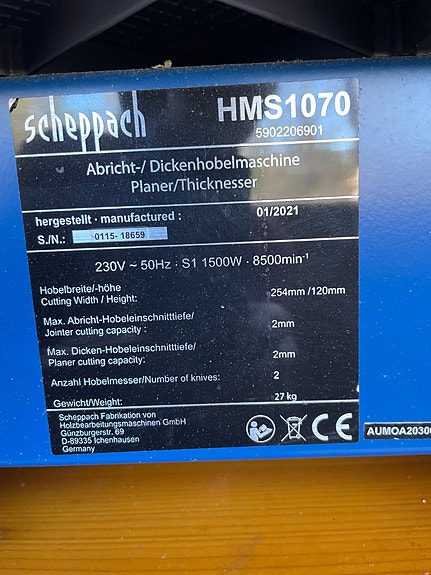 scheppach
HMS1070
5902206901
Abricht-/ Dickenhobelmaschine
Planer/Thicknesser
hergestellt · manufactured : 01/2021
S./N.: 0115- 18659
230V ~ 50Hz · S1 1500W · 8500min⁻¹
Hobelbreite/-höhe
Cutting Width / Height: 254mm /120mm
Max. Abricht-Hobeleinschnitttiefe/
Jointer cutting capacity : 2mm
Max. Dicken-Hobeleinschnitttiefe/
Planer cutting capacity: 2mm
Anzahl Hobelmesser/Number of knives: 2
Gewicht/Weight: 27 kg
Scheppach Fabrikation von
Holzbearbeitungsmaschinen GmbH
Günzburgerstr. 69
D-89335 Ichenhausen
Germany
CE